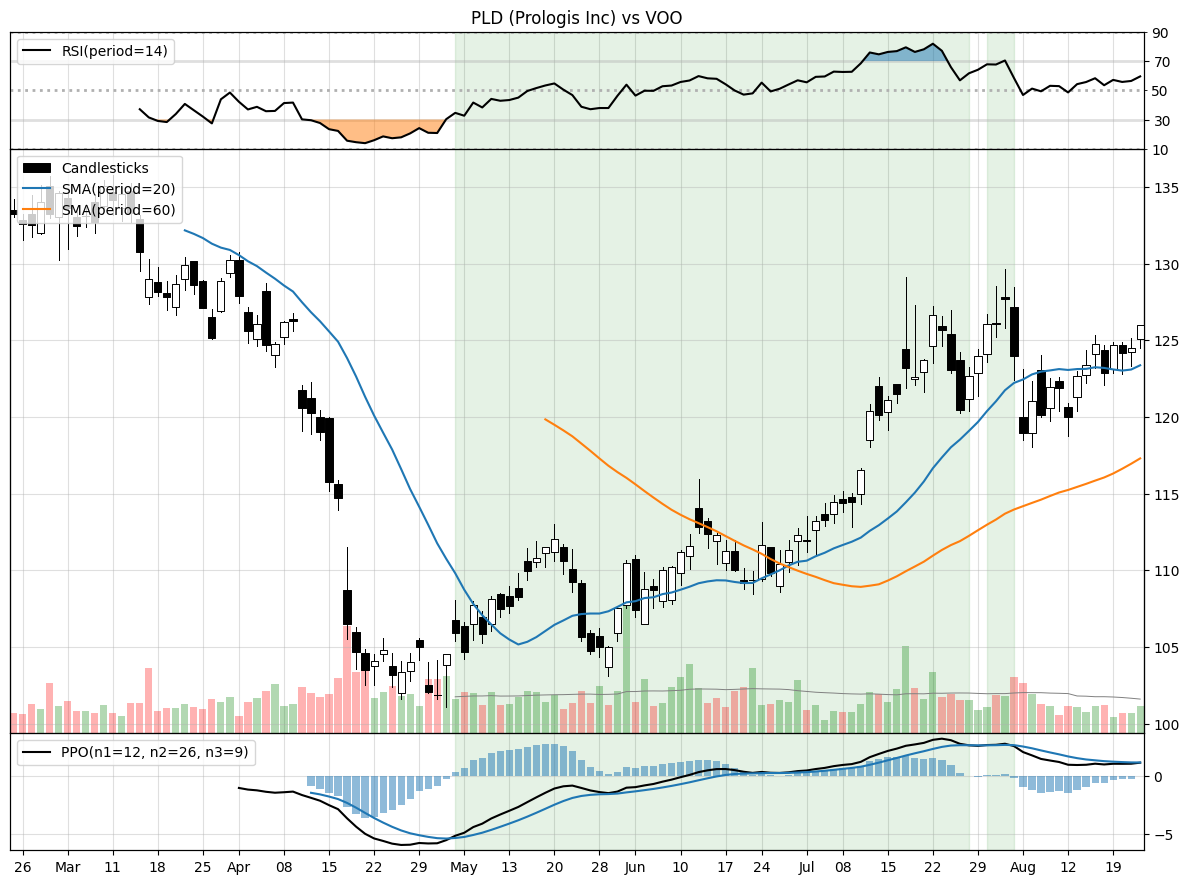 PLD (Prologis Inc) vs VOO
RSI(period=14)
90
70
50
30
10
Candlesticks
SMA(period=20)
SMA(period=60)
135
130
125
120
115
110
105
100
PPO(n1=12, n2=26, n3=9)
0
−5
26 Mar 11 18 25 Apr 08 15 22 29 May 13 20 28 Jun 10 17 24 Jul 08 15 22 29 Aug 12 19